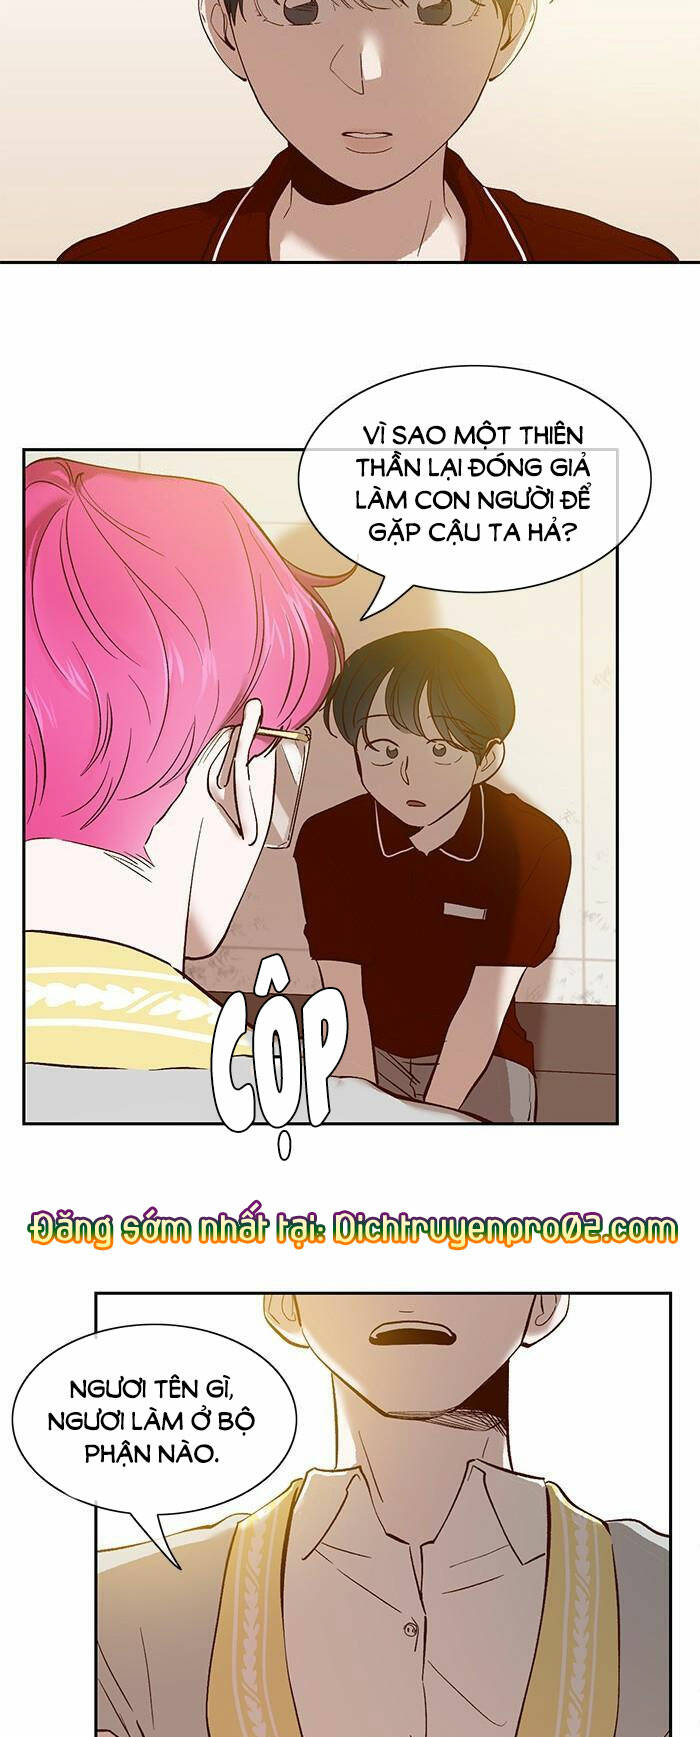 VÌ SAO MỘT THIÊN
THẦN LẠI ĐÓNG GIẢ
LÀM CON NGƯỜI ĐỂ
GẶP CẬU TA HẢ?
CỘP
Đăng sớm nhất tại: Dichtruyenpro02.com
NGƯƠI TÊN GÌ,
NGƯƠI LÀM Ở BỘ
PHẬN NÀO.